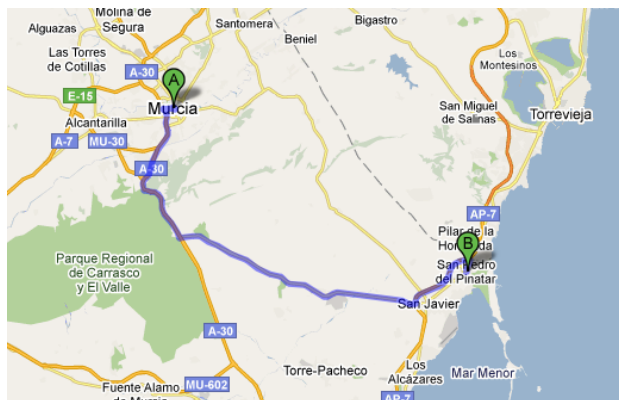 Molina de
Segura
Alguazas
Santomera
Bigastro
Beniel
Las Torres
de Cotillas
A-30
A
Los
Montesinos
E-15
Murcia
San Miguel
de Salinas
Torrevieja
Alcantarilla
A-7
MU-30
A-30
AP-7
Pilar de la
Horadada
B
San Pedro
del Pinatar
Parque Regional
de Carrasco
y El Valle
San Javier
A-30
Torre-Pacheco
Los
Alcázares
Mar Menor
Fuente Alamo
de Murcia
MU-602
AP-7